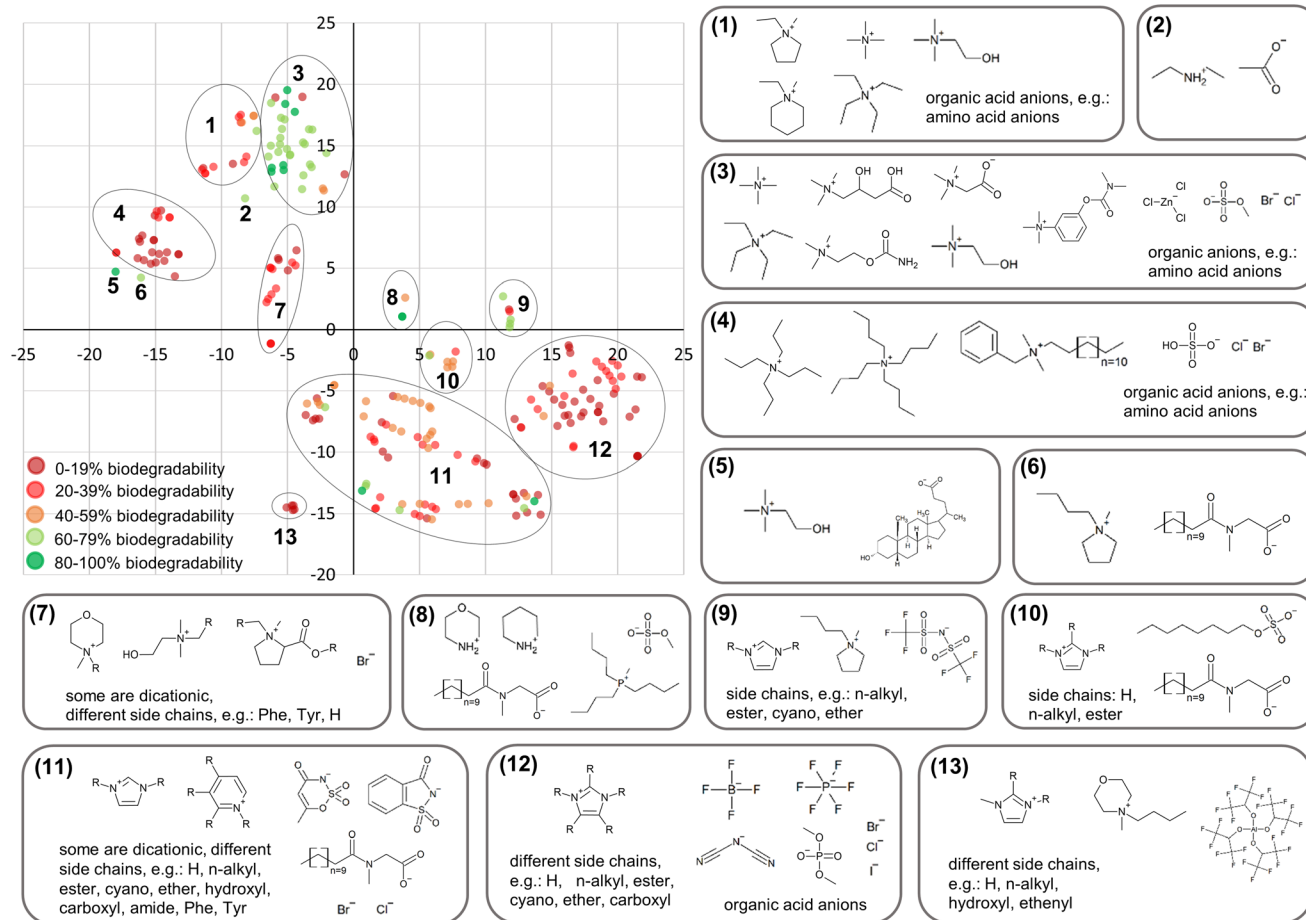 25
20
15
10
5
0
-25
-20
-15
-10
-5
0
5
10
15
20
25
-5
-10
-15
-20
1
2
3
4
5
6
7
8
9
10
11
12
13
0-19% biodegradability
20-39% biodegradability
40-59% biodegradability
60-79% biodegradability
80-100% biodegradability
(1)
organic acid anions, e.g.:
amino acid anions
(2)
(3)
Br⁻ Cl⁻
organic anions, e.g.:
amino acid anions
(4)
n=10
Cl⁻ Br⁻
organic acid anions, e.g.:
amino acid anions
(5)
(6)
n=9
(7)
Br⁻
some are dicationic,
different side chains, e.g.: Phe, Tyr, H
(8)
n=9
(9)
side chains, e.g.: n-alkyl,
ester, cyano, ether
(10)
side chains: H,
n-alkyl, ester
n=9
(11)
some are dicationic, different
side chains, e.g.: H, n-alkyl,
ester, cyano, ether, hydroxyl,
carboxyl, amide, Phe, Tyr
n=9
Br⁻ Cl⁻
(12)
different side chains,
e.g.: H, n-alkyl, ester,
cyano, ether, carboxyl
Br⁻
Cl⁻
I⁻
organic acid anions
(13)
different side chains,
e.g.: H, n-alkyl,
hydroxyl, ethenyl